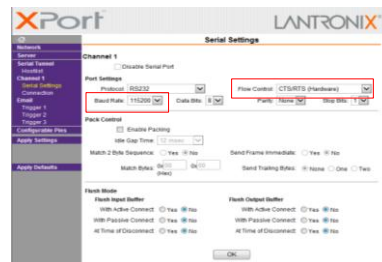 XPort LANTRONIX
Network
Server
Serial Tunnel
Hostlist
Channel 1
Serial Settings
Connection
Email
Trigger 1
Trigger 2
Trigger 3
Configurable Pins
Apply Settings
Apply Defaults
Serial Settings
Channel 1
Disable Serial Port
Port Settings
Protocol: RS232 Flow Control: CTS/RTS (Hardware)
Baud Rate: 115200 Data Bits: 8 Parity: None Stop Bits: 1
Pack Control
Enable Packing
Idle Gap Time: 12 msec
Match 2 Byte Sequence: Yes No Send Frame Immediate: Yes No
Match Bytes: 0x00 0x00 Send Trailing Bytes: None One Two
(Hex)
Flush Mode
Flush Input Buffer Flush Output Buffer
With Active Connect: Yes No With Active Connect: Yes No
With Passive Connect: Yes No With Passive Connect: Yes No
At Time of Disconnect: Yes No At Time of Disconnect: Yes No
OK